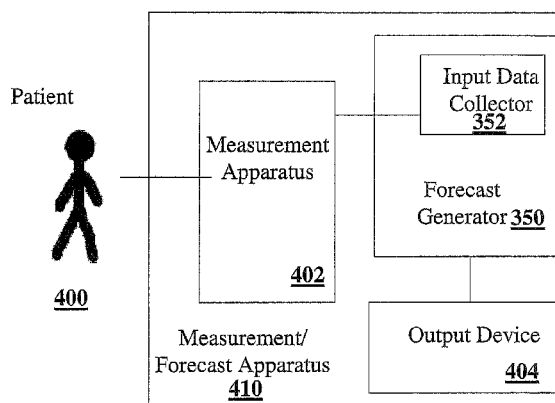 Patient
400
Measurement
Apparatus
402
Input Data
Collector
352
Forecast
Generator 350
Measurement/
Forecast Apparatus
410
Output Device
404